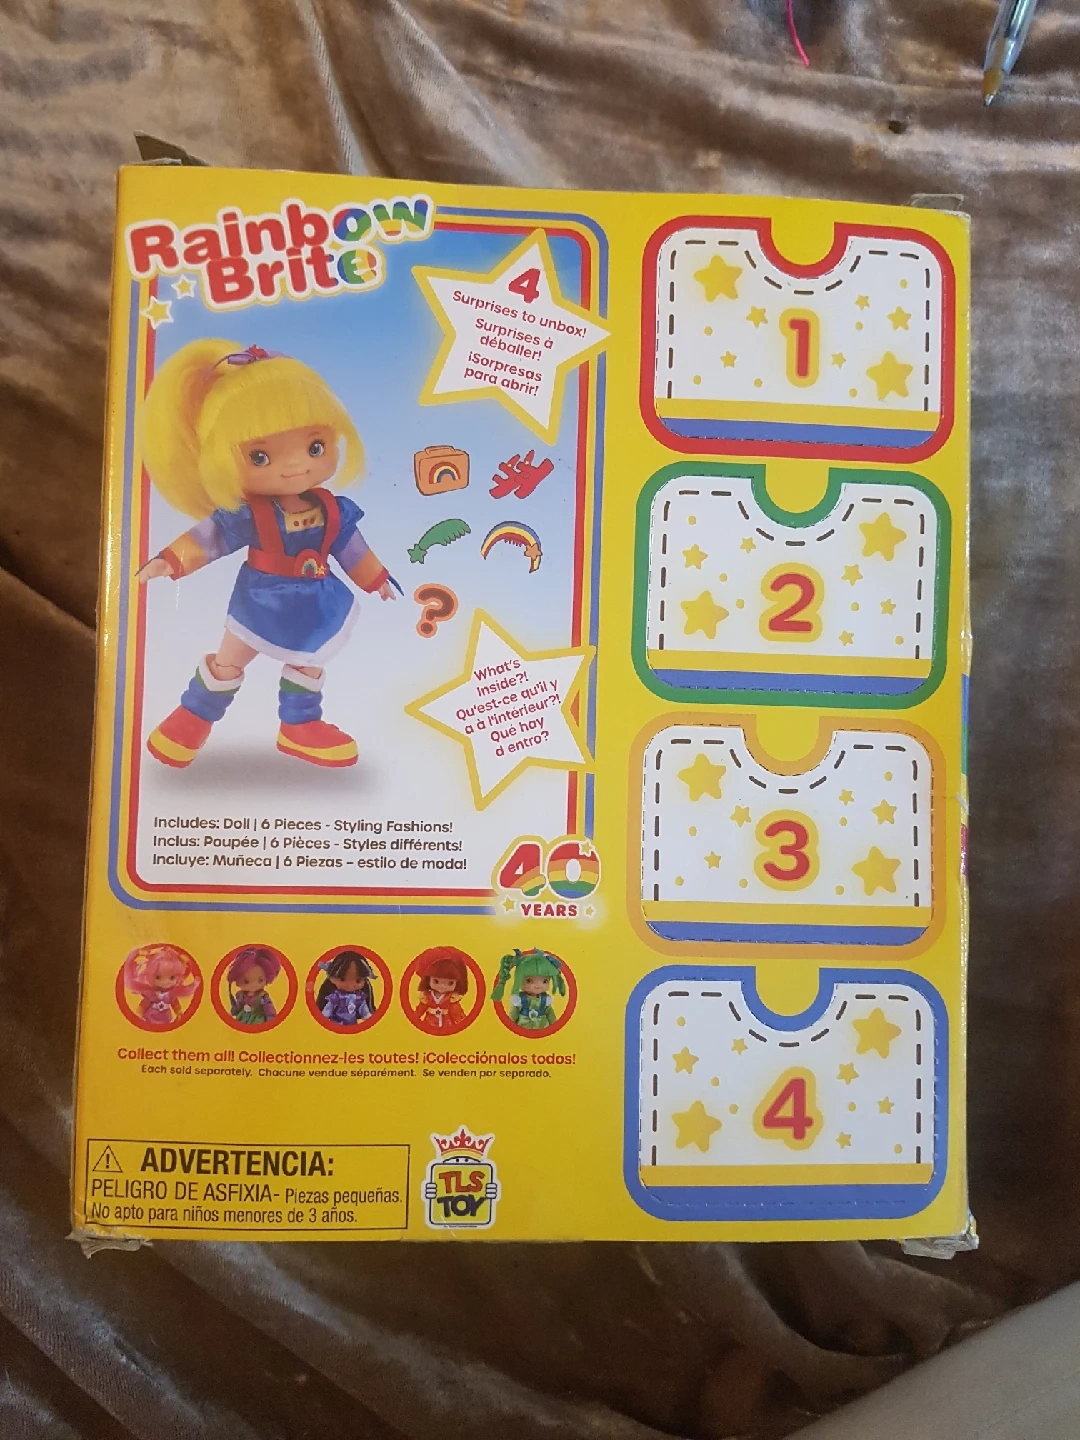 Rainbow
Brite
4
Surprises to unbox!
Surprises à
déballer!
¡Sorpresas
para abrir!
What's
Inside?!
Qu'est-ce qu'il y
a à l'intérieur?!
Qué hay
d entro?
?
Includes: Doll | 6 Pieces - Styling Fashions!
Inclus: Poupée | 6 Pièces - Styles différents!
Incluye: Muñeca | 6 Piezas – estilo de moda!
40
YEARS
Collect them all! Collectionnez-les toutes! ¡Colecciónalos todos!
Each sold separately. Chacune vendue séparément. Se venden por separado.
ADVERTENCIA:
PELIGRO DE ASFIXIA- Piezas pequeñas.
No apto para niños menores de 3 años.
TLS
TOY
1
2
3
4